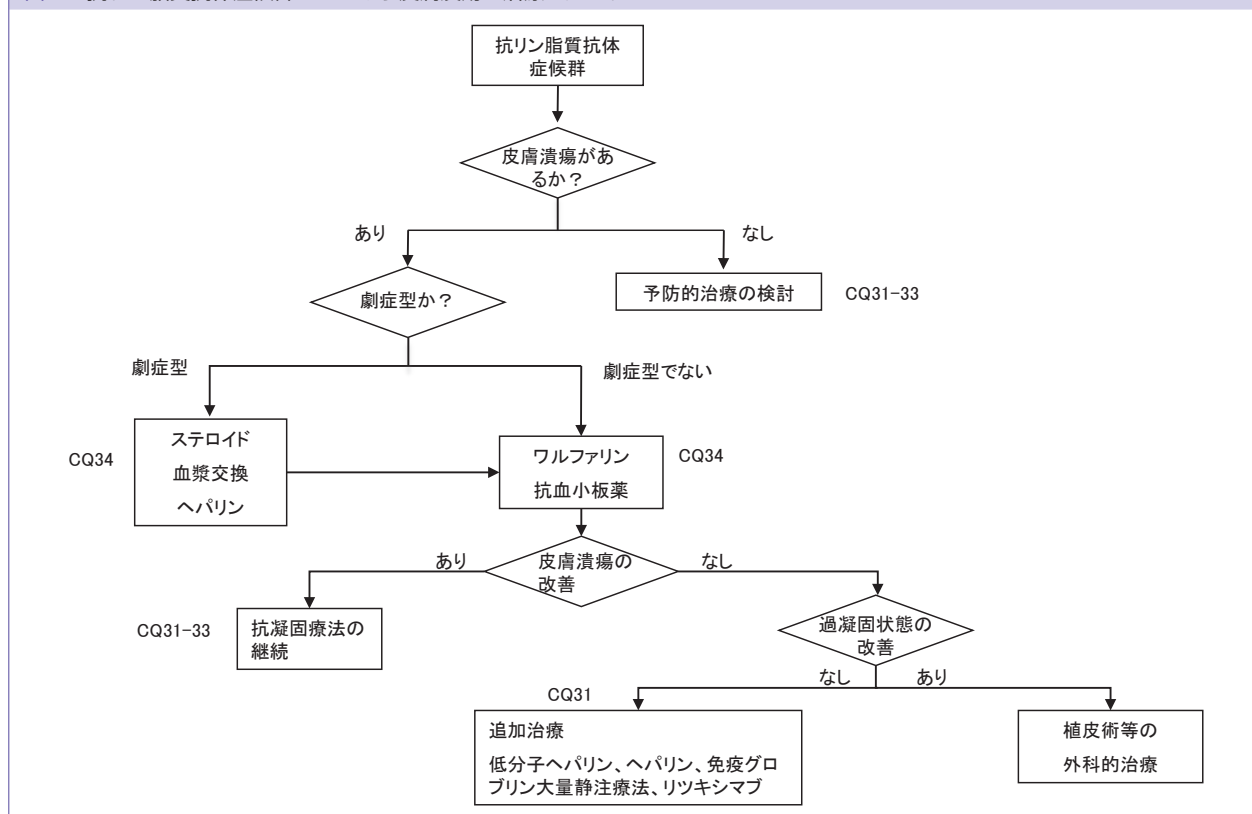 抗リン脂質抗体
症候群
皮膚潰瘍があ
るか？
あり
なし
劇症型か？
予防的治療の検討
CQ31-33
劇症型
劇症型でない
CQ34
ステロイド
血漿交換
ヘパリン
ワルファリン
抗血小板薬
CQ34
あり
皮膚潰瘍の
改善
なし
CQ31-33
抗凝固療法の
継続
過凝固状態の
改善
なし
あり
CQ31
追加治療
低分子ヘパリン、ヘパリン、免疫グロ
ブリン大量静注療法、リツキシマブ
植皮術等の
外科的治療